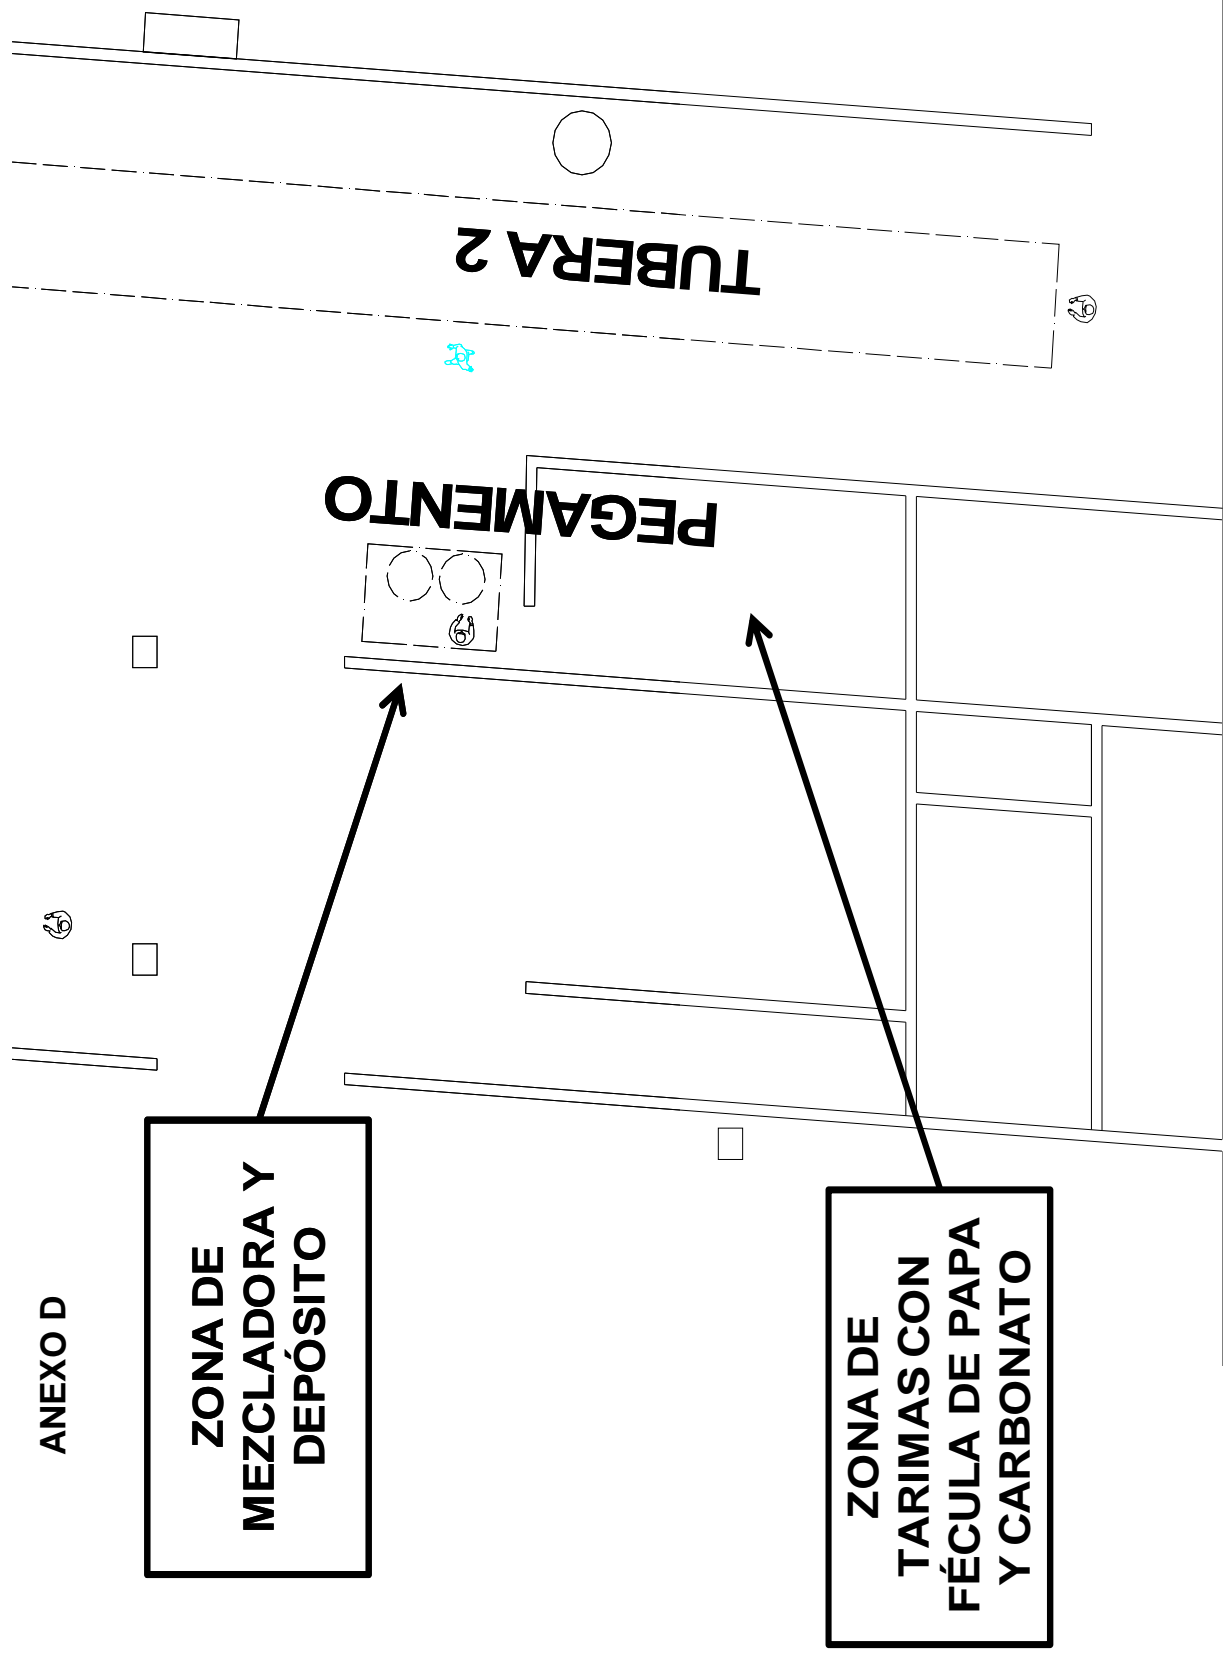 ANEXO D
TUBERA 2
PEGAMENTO
ZONA DE
MEZCLADORA Y
DEPÓSITO
ZONA DE
TARIMAS CON
FÉCULA DE PAPA
Y CARBONATO